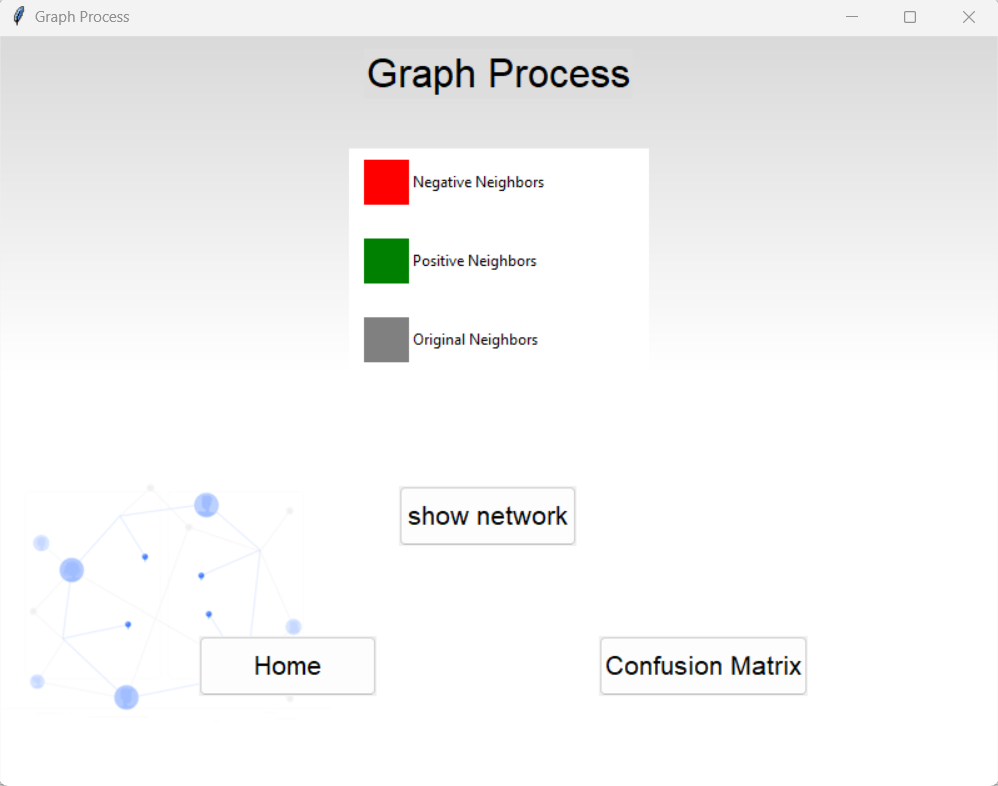 Graph Process
Graph Process
Negative Neighbors
Positive Neighbors
Original Neighbors
show network
Home
Confusion Matrix